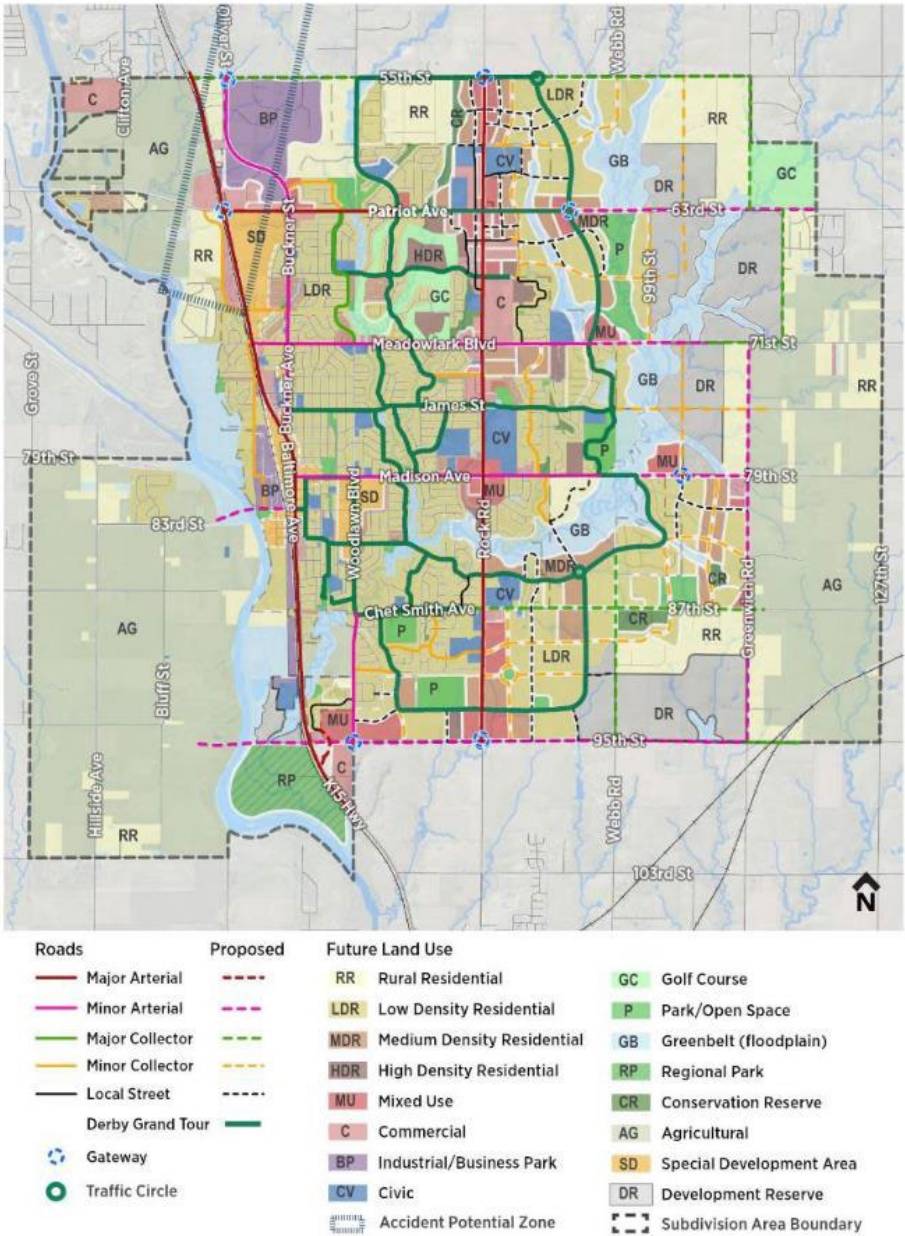 Oliver St
Webb Rd
55th St
Clifton Ave
C
BP
RR
CR
LDR
RR
AG
CV
GB
DR
GC
Patriot Ave
63rd St
MDR
SD
RR
Bucknor St
HDR
P
99th St
DR
LDR
GC
C
MU
Meadowlark Blvd
71st St
Grove St
Buckner Ave
GB
DR
RR
James St
CV
P
79th St
Baltimore Ave
Madison Ave
MU
79th St
BP
SD
MU
83rd St
Woodlawn Blvd
Rock Rd
GB
MDR
CV
CR
Greenwich Rd
AG
127th St
Chet Smith Ave
87th St
AG
P
CR
RR
LDR
Bluff St
P
DR
MU
95th St
RP
C
K15 Hwy
Hillside Ave
RR
Webb Rd
103rd St
N
Roads
Proposed
Major Arterial
Minor Arterial
Major Collector
Minor Collector
Local Street
Derby Grand Tour
Gateway
Traffic Circle
Future Land Use
RR Rural Residential
LDR Low Density Residential
MDR Medium Density Residential
HDR High Density Residential
MU Mixed Use
C Commercial
BP Industrial/Business Park
CV Civic
Accident Potential Zone
GC Golf Course
P Park/Open Space
GB Greenbelt (floodplain)
RP Regional Park
CR Conservation Reserve
AG Agricultural
SD Special Development Area
DR Development Reserve
Subdivision Area Boundary